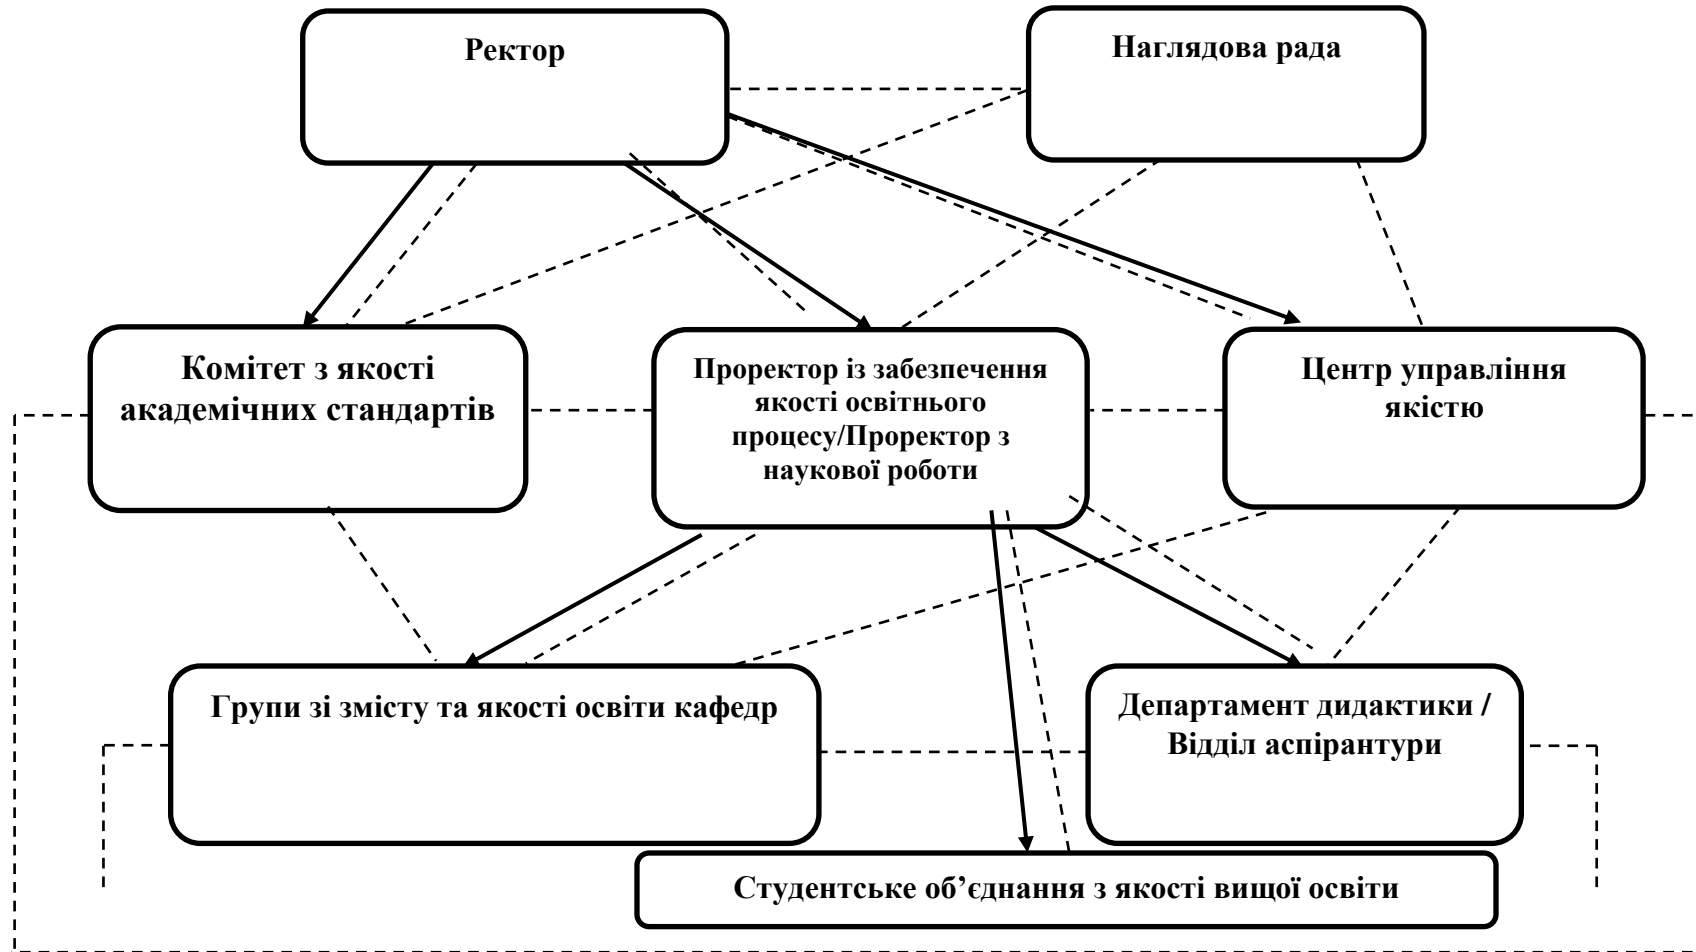 Ректор
Наглядова рада
Комітет з якості
академічних стандартів
Проректор із забезпечення
якості освітнього
процесу/Проректор з
наукової роботи
Центр управління
якістю
Групи зі змісту та якості освіти кафедр
Департамент дидактики /
Відділ аспірантури
Студентське об’єднання з якості вищої освіти